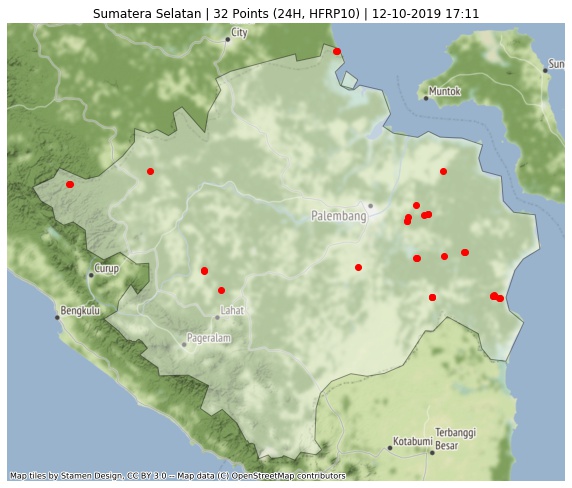 Sumatera Selatan | 32 Points (24H, HFRP10) | 12-10-2019 17:11
City
Sun
Muntok
Palembang
Curup
Bengkulu
Lahat
Pageralam
Terbanggi
Kotabumi
Besar
Map tiles by Stamen Design, CC BY 3.0 -- Map data (C) OpenStreetMap contributors